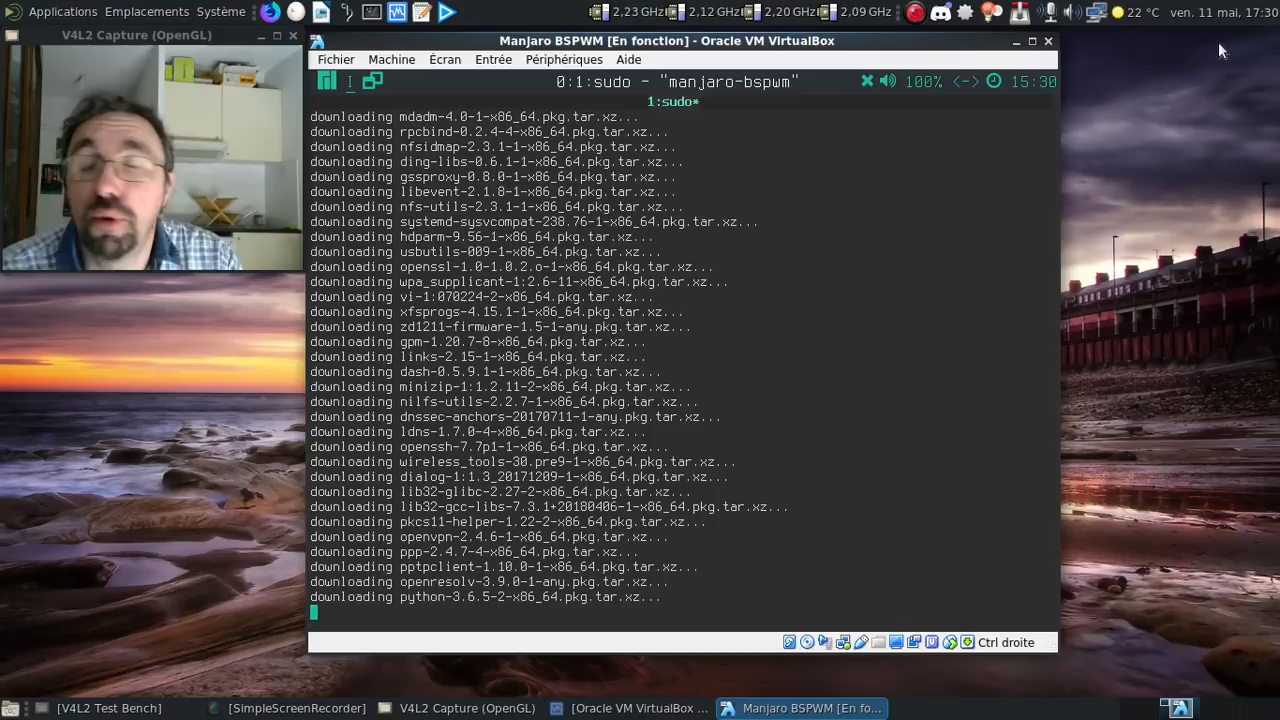 Applications Emplacements Système
2,23 GHz 2,12 GHz 2,20 GHz 2,09 GHz
22 °C ven. 11 mai, 17:30
V4L2 Capture (OpenGL)
Manjaro BSPWM [En fonction] - Oracle VM VirtualBox
Fichier Machine Écran Entrée Périphériques Aide
0:1:sudo - "manjaro-bspwm"
100% <-> 15:30
1:sudo*
downloading mdadm-4.0-1-x86_64.pkg.tar.xz...
downloading rpcbind-0.2.4-4-x86_64.pkg.tar.xz...
downloading nfsidmap-2.3.1-1-x86_64.pkg.tar.xz...
downloading ding-libs-0.6.1-1-x86_64.pkg.tar.xz...
downloading gssproxy-0.8.0-1-x86_64.pkg.tar.xz...
downloading libevent-2.1.8-1-x86_64.pkg.tar.xz...
downloading nfs-utils-2.3.1-1-x86_64.pkg.tar.xz...
downloading systemd-sysvcompat-238.76-1-x86_64.pkg.tar.xz...
downloading hdparm-9.56-1-x86_64.pkg.tar.xz...
downloading usbutils-009-1-x86_64.pkg.tar.xz...
downloading openssl-1.0-1.0.2.o-1-x86_64.pkg.tar.xz...
downloading wpa_supplicant-1:2.6-11-x86_64.pkg.tar.xz...
downloading vi-1:070224-2-x86_64.pkg.tar.xz...
downloading xfsprogs-4.15.1-1-x86_64.pkg.tar.xz...
downloading zd1211-firmware-1.5-1-any.pkg.tar.xz...
downloading gpm-1.20.7-8-x86_64.pkg.tar.xz...
downloading links-2.15-1-x86_64.pkg.tar.xz...
downloading dash-0.5.9.1-1-x86_64.pkg.tar.xz...
downloading minizip-1:1.2.11-2-x86_64.pkg.tar.xz...
downloading nilfs-utils-2.2.7-1-x86_64.pkg.tar.xz...
downloading dnssec-anchors-20170711-1-any.pkg.tar.xz...
downloading ldns-1.7.0-4-x86_64.pkg.tar.xz...
downloading openssh-7.7p1-1-x86_64.pkg.tar.xz...
downloading wireless_tools-30.pre9-1-x86_64.pkg.tar.xz...
downloading dialog-1:1.3_20171209-1-x86_64.pkg.tar.xz...
downloading lib32-glibc-2.27-2-x86_64.pkg.tar.xz...
downloading lib32-gcc-libs-7.3.1+20180406-1-x86_64.pkg.tar.xz...
downloading pkcs11-helper-1.22-2-x86_64.pkg.tar.xz...
downloading openvpn-2.4.6-1-x86_64.pkg.tar.xz...
downloading ppp-2.4.7-4-x86_64.pkg.tar.xz...
downloading pptpclient-1.10.0-1-x86_64.pkg.tar.xz...
downloading openresolv-3.9.0-1-any.pkg.tar.xz...
downloading python-3.6.5-2-x86_64.pkg.tar.xz...
Ctrl droite
[V4L2 Test Bench] [SimpleScreenRecorder] V4L2 Capture (OpenGL) [Oracle VM VirtualBox ... Manjaro BSPWM [En fo...